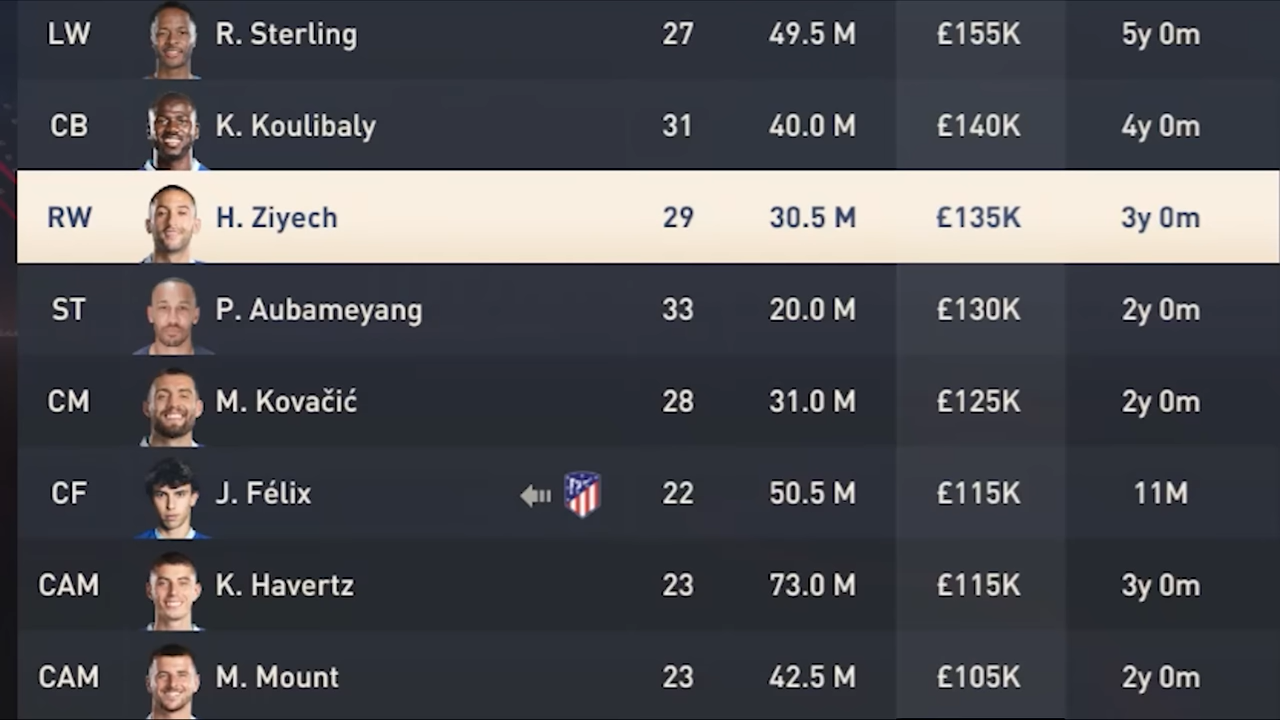 LW R. Sterling 27 49.5 M £155K 5y 0m
CB K. Koulibaly 31 40.0 M £140K 4y 0m
RW H. Ziyech 29 30.5 M £135K 3y 0m
ST P. Aubameyang 33 20.0 M £130K 2y 0m
CM M. Kovačić 28 31.0 M £125K 2y 0m
CF J. Félix 22 50.5 M £115K 11M
CAM K. Havertz 23 73.0 M £115K 3y 0m
CAM M. Mount 23 42.5 M £105K 2y 0m